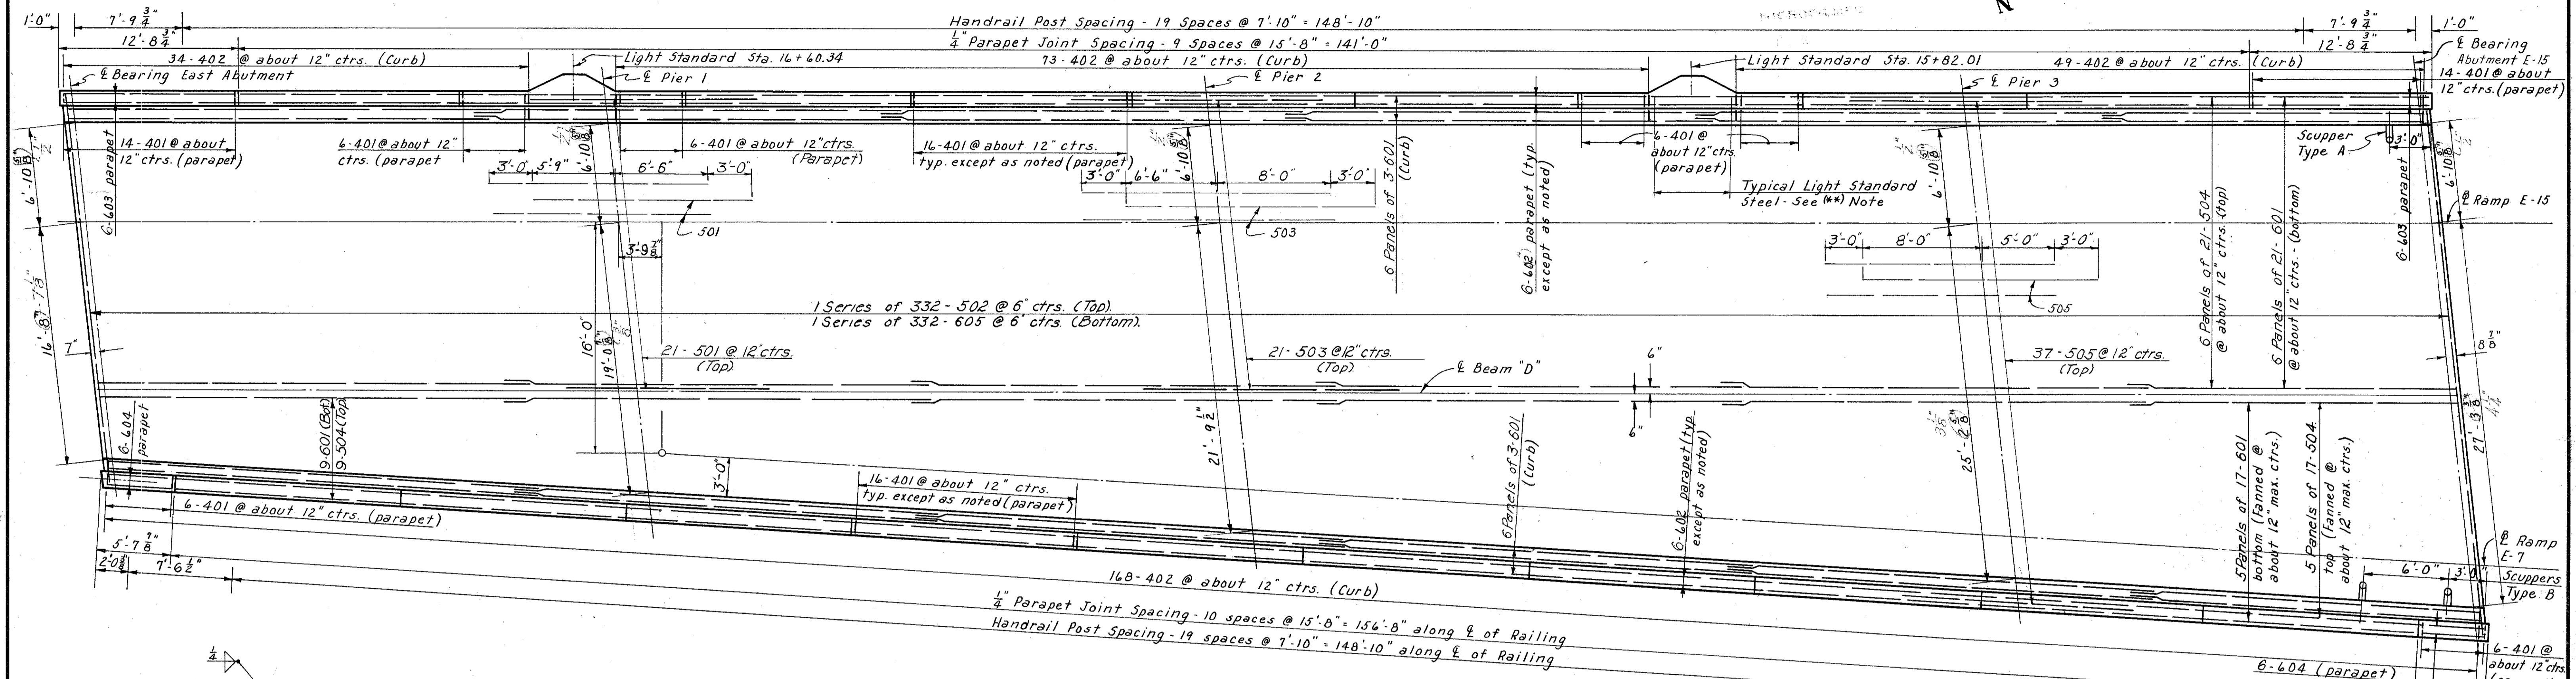 1'-0"
7'-9 3/4"
Handrail Post Spacing - 19 Spaces @ 7'-10" = 148'-10"
7'-9 3/4"
1'-0"
12'-8 3/4"
1/4" Parapet Joint Spacing - 9 Spaces @ 15'-8" = 141'-0"
12'-8 3/4"
34-402 @ about 12" ctrs. (Curb)
Light Standard Sta. 16+60.34
73-402 @ about 12" ctrs. (Curb)
Light Standard Sta. 15+82.01
49-402 @ about 12" ctrs. (Curb)
℄ Bearing
Abutment E-15
℄ Bearing East Abutment
℄ Pier 1
℄ Pier 2
℄ Pier 3
14-401 @ about
12" ctrs. (parapet)
14-401 @ about
12" ctrs. (parapet)
6-401 @ about 12"
ctrs. (parapet
6-401 @ about 12" ctrs.
(Parapet)
16-401 @ about 12" ctrs.
typ. except as noted (parapet)
6-401 @
about 12" ctrs.
(parapet)
Scupper
Type A
3'-0"
6-603 parapet
3'-0"
5'-9"
6'-6"
3'-0"
3'-0"
6'-6"
8'-0"
3'-0"
6 Panels of 3-601
(Curb)
6-602 parapet (typ.
except as noted)
Typical Light Standard
Steel - See (**) Note
6 Panels of 21-504
@ about 12" ctrs. (top)
6 Panels of 21-601
@ about 12" ctrs. - (bottom)
6-603 parapet
℄ Ramp E-15
501
503
3'-9 7/8"
3'-0"
8'-0"
5'-0"
3'-0"
505
1 Series of 332-502 @ 6" ctrs. (Top).
1 Series of 332-605 @ 6" ctrs. (Bottom).
7"
16'-0"
21-501 @ 12" ctrs.
(Top)
21-503 @ 12" ctrs.
(Top)
37-505 @ 12" ctrs.
(Top)
8 7/8"
℄ Beam "D"
6"
6"
6-604
parapet
9-601 (Bot)
9-504 (Top)
21'-9 1/2"
3'-0"
16-401 @ about 12" ctrs.
typ. except as noted (parapet)
6 Panels of 3-601
(Curb)
6-602 parapet (typ
except as noted)
5 Panels of 17-601
bottom (Fanned @
about 12" max. ctrs.)
5 Panels of 17-504
top (Fanned @
about 12" max. ctrs.)
6-401 @ about 12" ctrs. (parapet)
5'-7 7/8"
7'-6 1/2"
168-402 @ about 12" ctrs. (Curb)
℄ Ramp
E-7
6'-0"
3'-0"
Scuppers
Type B
1/4" Parapet Joint Spacing - 10 spaces @ 15'-8" = 156'-8" along ℄ of Railing
Handrail Post Spacing - 19 spaces @ 7'-10" = 148'-10" along ℄ of Railing
1/4
6-604 (parapet)
6-401 @
about 12" ctrs.